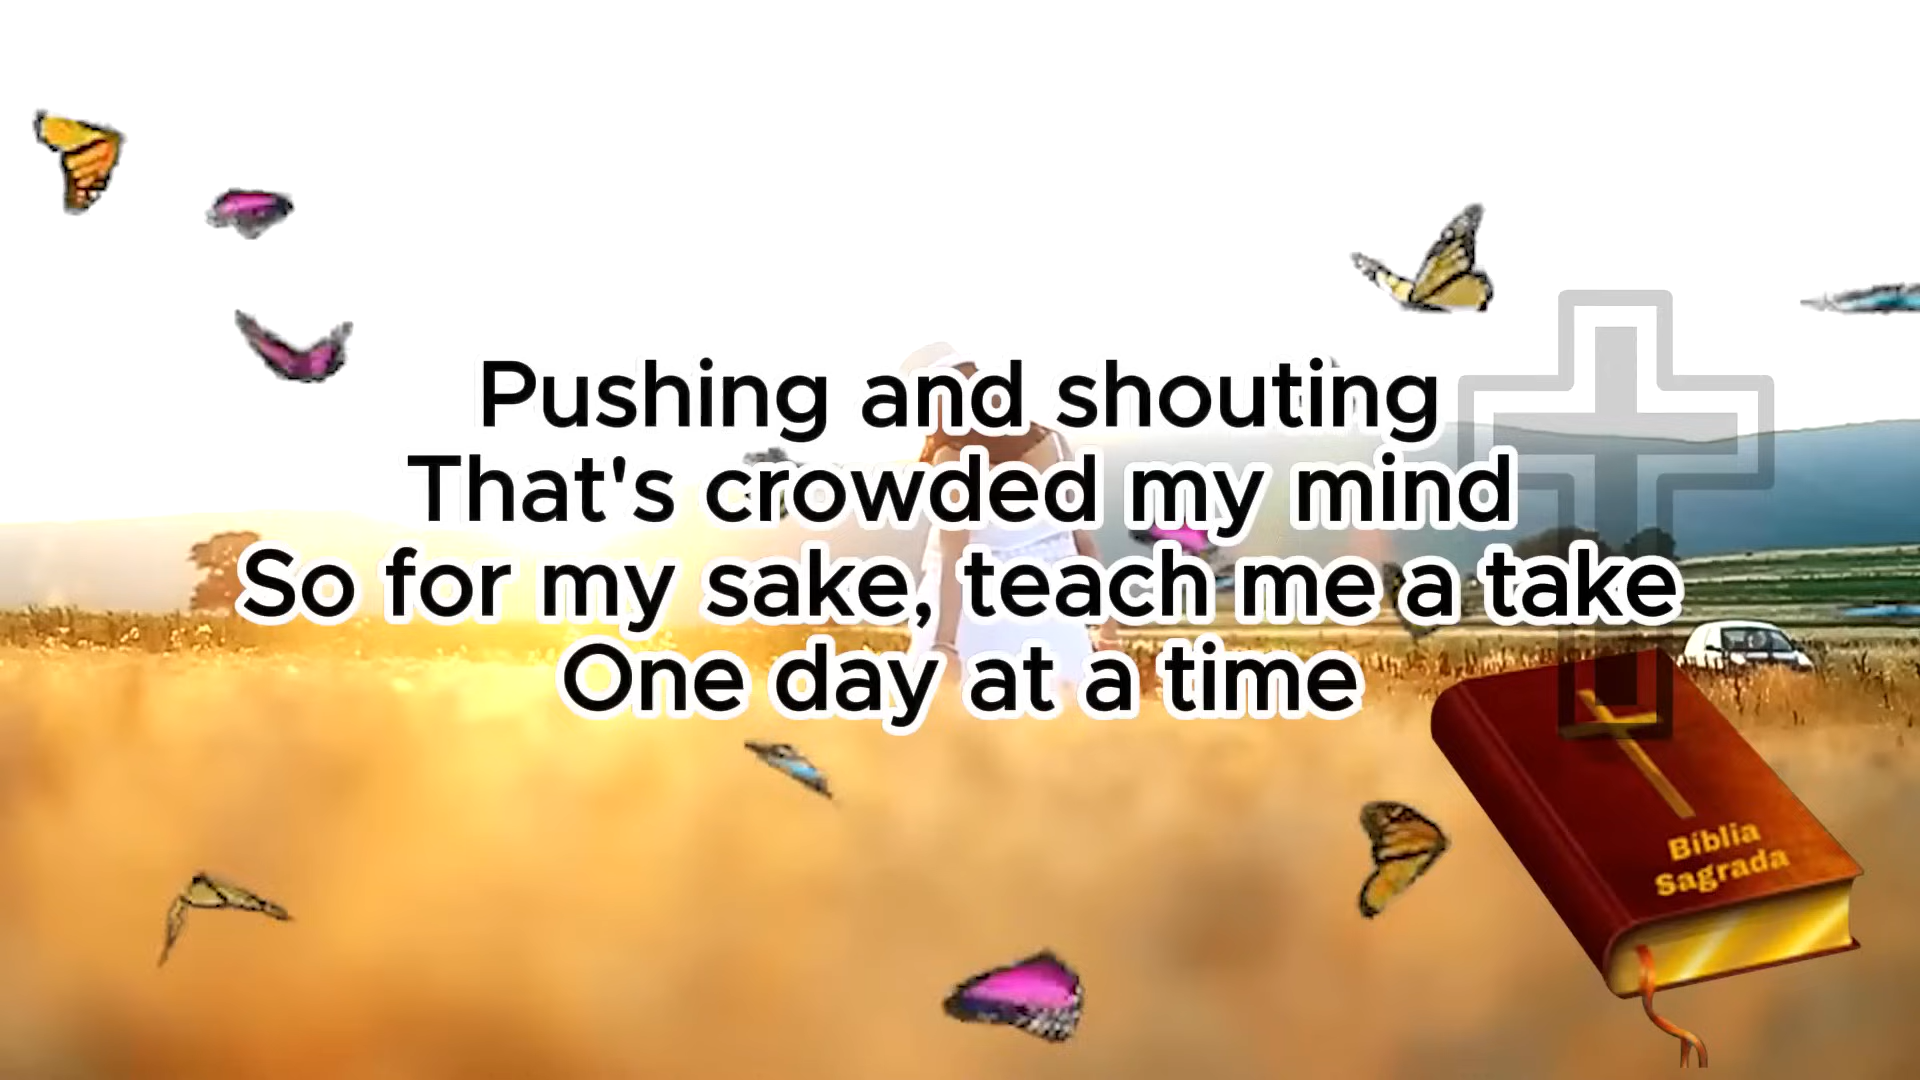 Pushing and shouting
That's crowded my mind
So for my sake, teach me a take
One day at a time
Bíblia
Sagrada